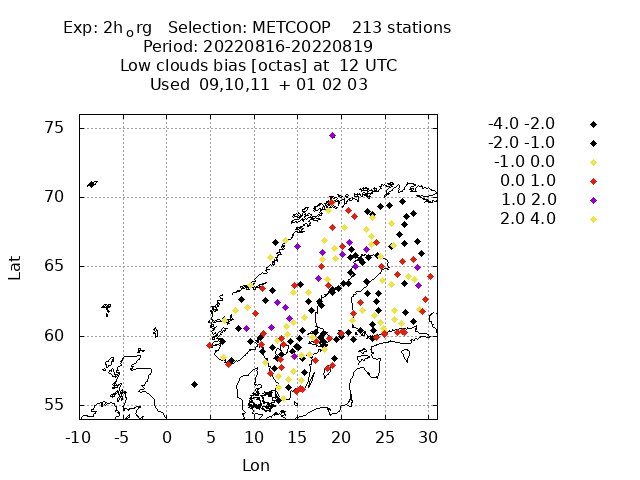 Exp: 2h_org   Selection: METCOOP    213 stations
Period: 20220816-20220819
Low clouds bias [octas] at  12 UTC
Used  09,10,11  + 01 02 03
75
70
65
60
55
Lat
-10 -5 0 5 10 15 20 25 30
Lon
-4.0 -2.0
-2.0 -1.0
-1.0 0.0
0.0 1.0
1.0 2.0
2.0 4.0